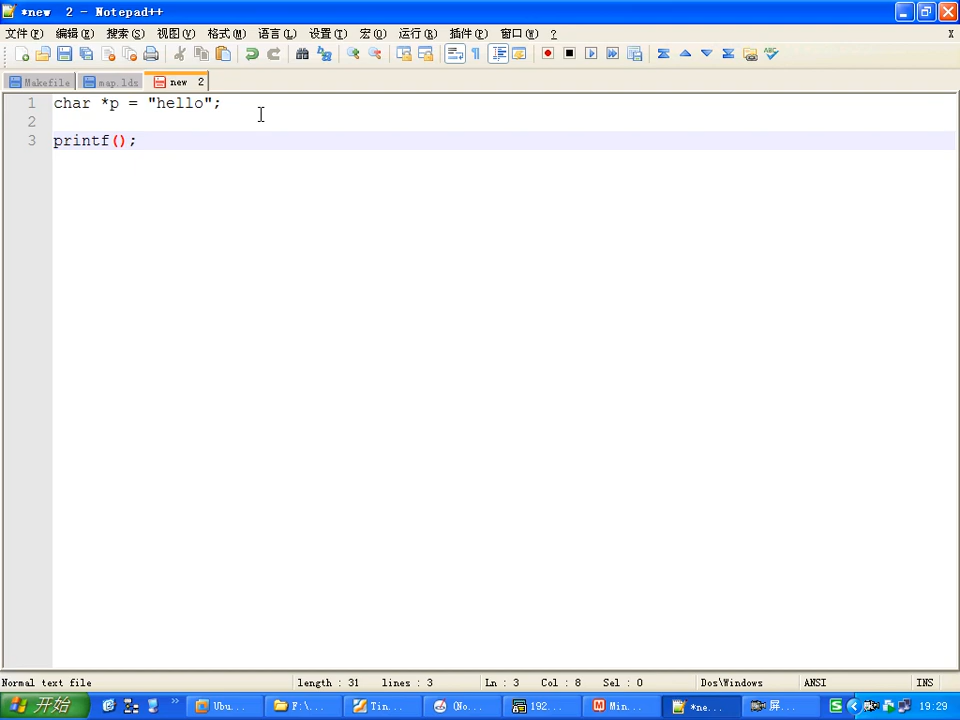 *new  2 - Notepad++
文件(F) 编辑(E) 搜索(S) 视图(V) 格式(M) 语言(L) 设置(T) 宏(O) 运行(R) 插件(P) 窗口(W) ? X
Makefile map.lds new 2
1 char *p = "hello";
2
3 printf();
Normal text file length : 31 lines : 3 Ln : 3 Col : 8 Sel : 0 Dos\Windows ANSI INS
开始 Ubu... F:\... Tin... (No... 192... Min... *ne... 屏... 19:29